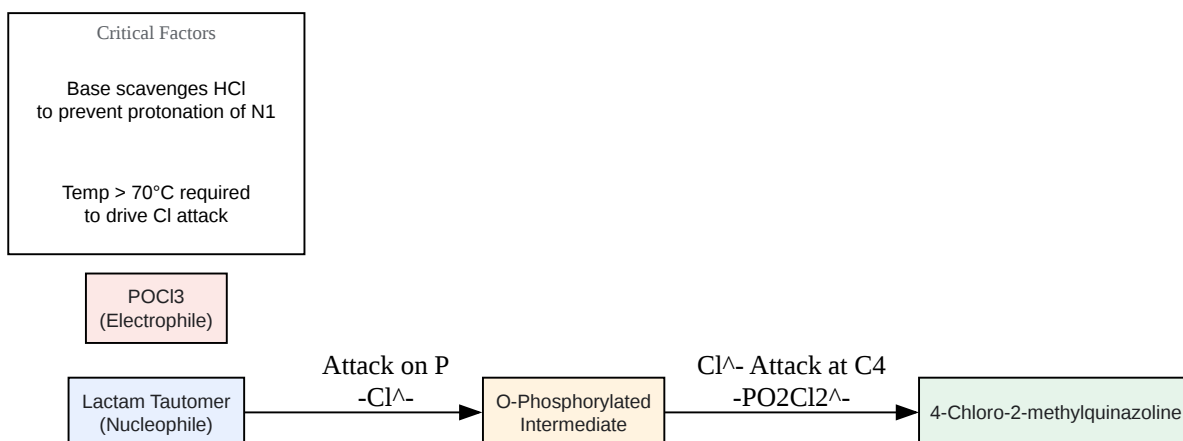 Critical Factors
Base scavenges HCl
to prevent protonation of N1
Temp > 70°C required
to drive Cl attack
POCl3
(Electrophile)
Lactam Tautomer
(Nucleophile)
Attack on P
-Cl^-
O-Phosphorylated
Intermediate
Cl^- Attack at C4
-PO2Cl2^-
4-Chloro-2-methylquinazoline